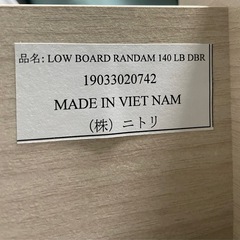 品名: LOW BOARD RANDAM 140 LB DBR
19033020742
MADE IN VIET NAM
（株）ニトリ